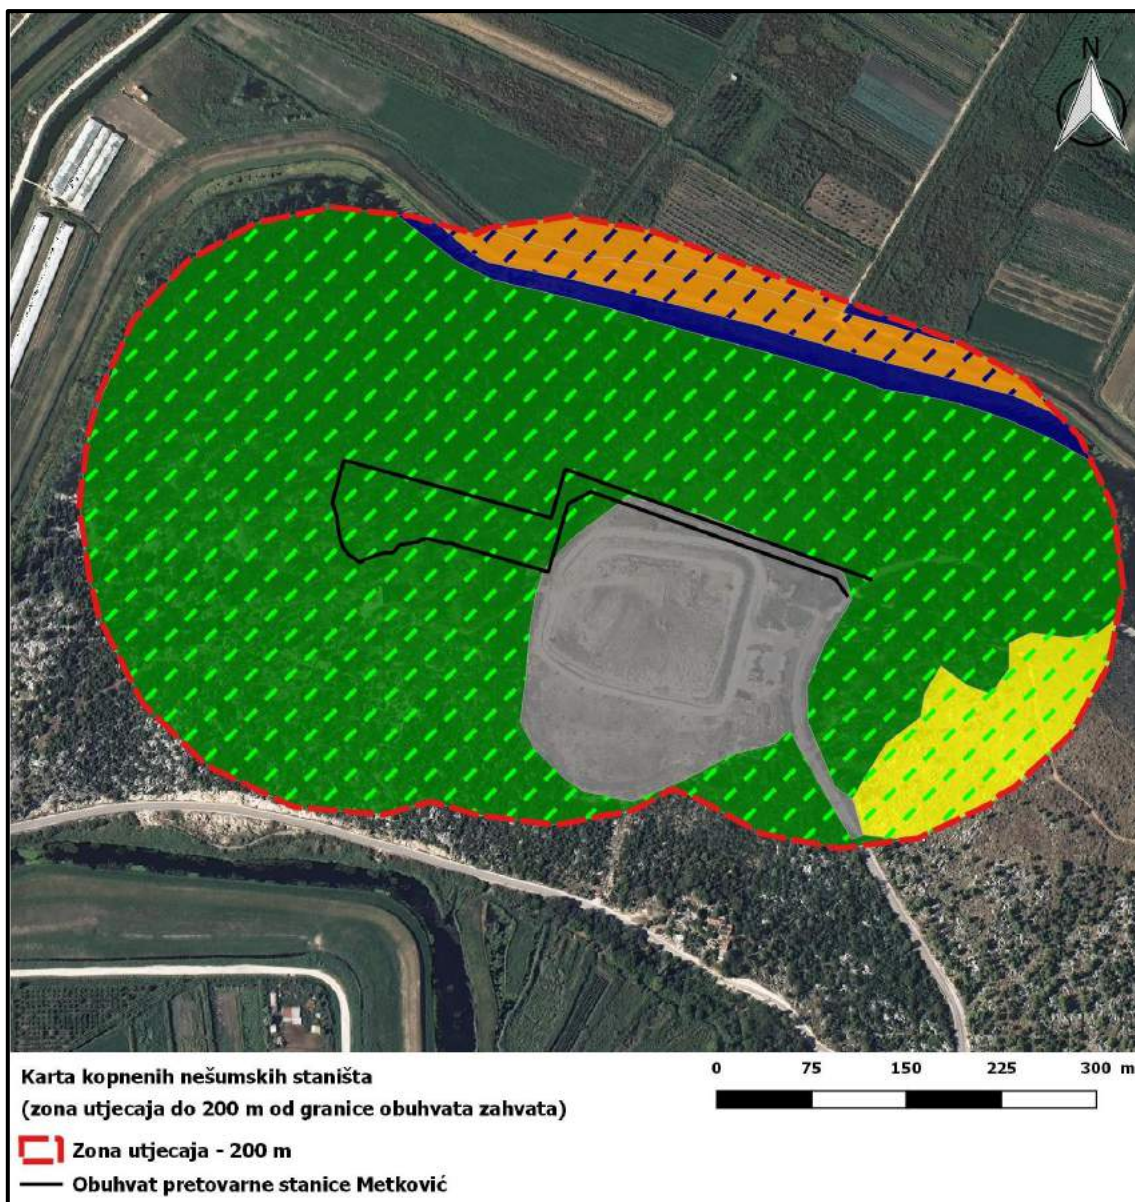 N
Karta kopnenih nešumskih staništa
0 75 150 225 300 m
(zona utjecaja do 200 m od granice obuhvata zahvata)
Zona utjecaja - 200 m
Obuhvat pretovarne stanice Metković